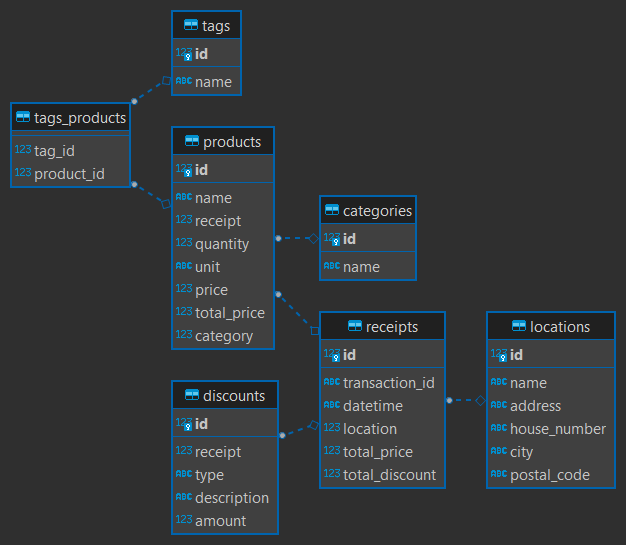 tags
123 id
ABC name
tags_products
123 tag_id
123 product_id
products
123 id
ABC name
123 receipt
123 quantity
ABC unit
123 price
123 total_price
123 category
categories
123 id
ABC name
receipts
123 id
ABC transaction_id
ABC datetime
123 location
123 total_price
123 total_discount
locations
123 id
ABC name
ABC address
ABC house_number
ABC city
ABC postal_code
discounts
123 id
123 receipt
ABC type
ABC description
123 amount